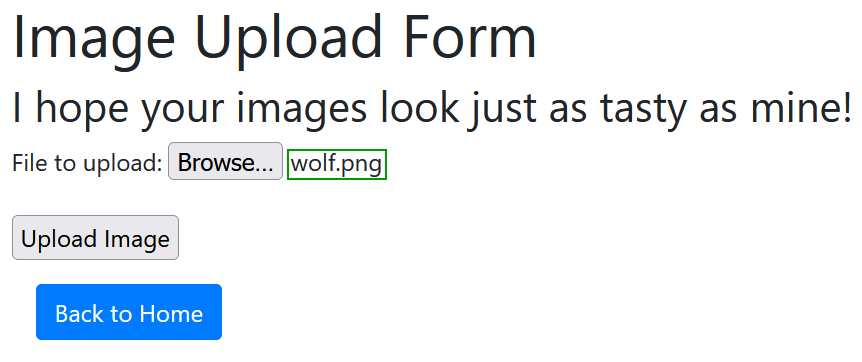 Image Upload Form
I hope your images look just as tasty as mine!
File to upload: Browse... wolf.png
Upload Image
Back to Home